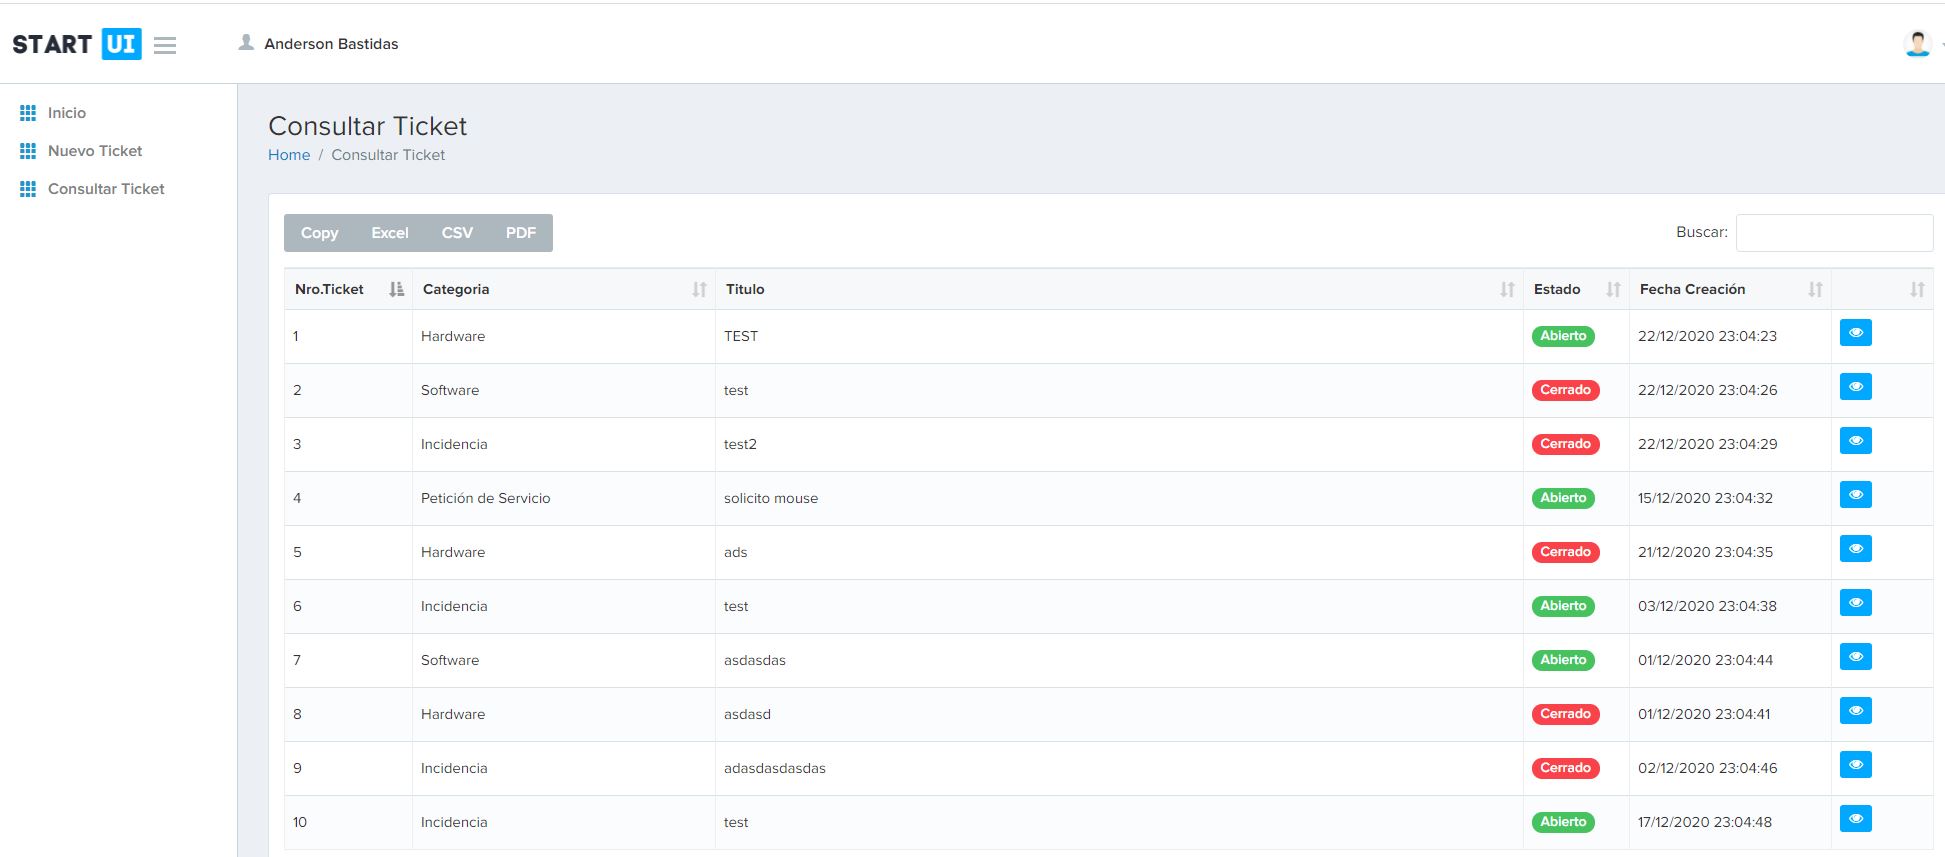 START UI
Anderson Bastidas
Inicio
Nuevo Ticket
Consultar Ticket
Consultar Ticket
Home / Consultar Ticket
Copy Excel CSV PDF
Buscar:
Nro.Ticket Categoria Titulo Estado Fecha Creación
1 Hardware TEST Abierto 22/12/2020 23:04:23
2 Software test Cerrado 22/12/2020 23:04:26
3 Incidencia test2 Cerrado 22/12/2020 23:04:29
4 Petición de Servicio solicito mouse Abierto 15/12/2020 23:04:32
5 Hardware ads Cerrado 21/12/2020 23:04:35
6 Incidencia test Abierto 03/12/2020 23:04:38
7 Software asdasdas Abierto 01/12/2020 23:04:44
8 Hardware asdasd Cerrado 01/12/2020 23:04:41
9 Incidencia adasdasdasdas Cerrado 02/12/2020 23:04:46
10 Incidencia test Abierto 17/12/2020 23:04:48